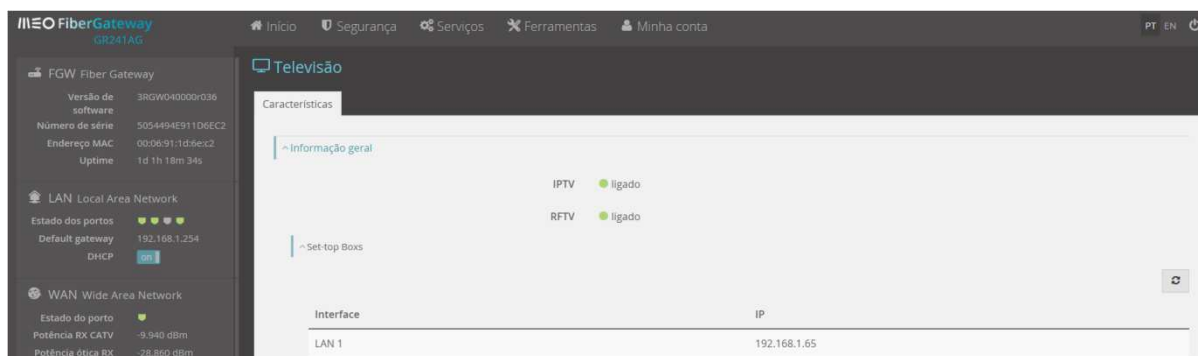 MEO FiberGateway
GR241AG
Início Segurança Serviços Ferramentas Minha conta
PT EN
FGW Fiber Gateway
Versão de software 3RGW040000r036
Número de série 5054494E911D6EC2
Endereço MAC 00:06:91:1d:6e:c2
Uptime 1d 1h 18m 34s
LAN Local Area Network
Estado dos portos
Default gateway 192.168.1.254
DHCP on
WAN Wide Area Network
Estado do porto
Potência RX CATV -9.940 dBm
Potência ótica RX -28.860 dBm
Televisão
Características
Informação geral
IPTV ligado
RFTV ligado
Set-top Boxs
Interface IP
LAN 1 192.168.1.65